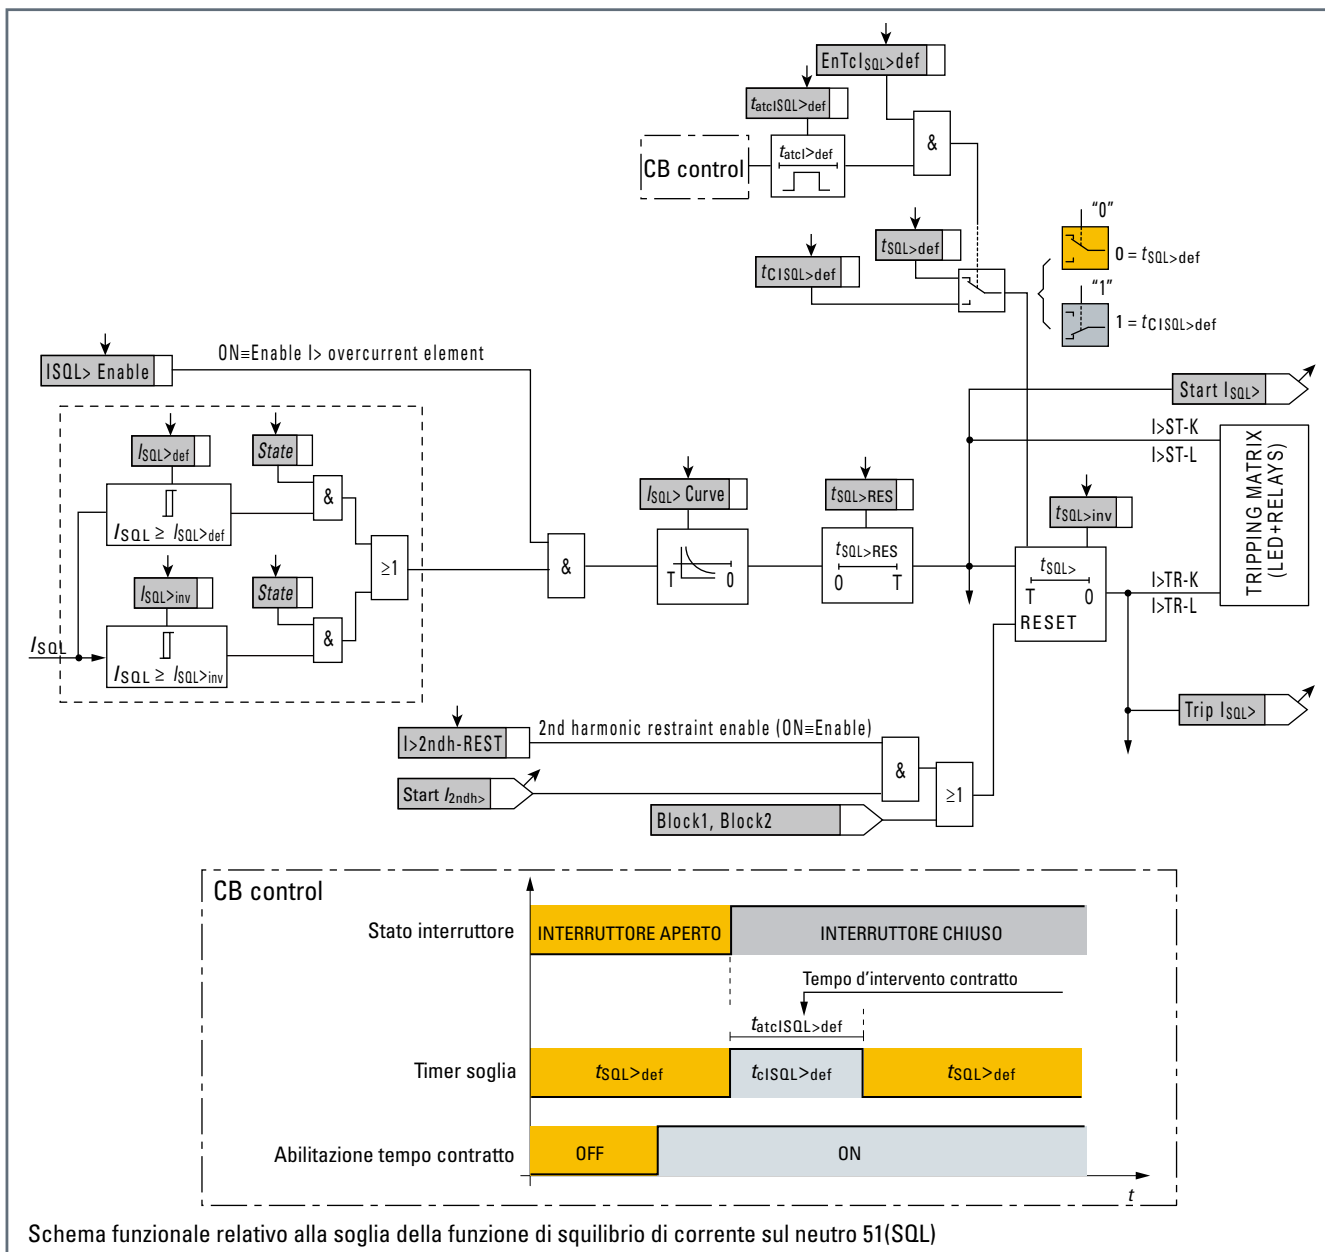 EnTcISQL>def
tatcISQL>def
tatcI>def
&
CB control
"0"
tSQL>def
0 = tSQL>def
tCISQL>def
"1"
1 = tCISQL>def
ON≡Enable I> overcurrent element
ISQL> Enable
Start ISQL>
I>ST-K
I>ST-L
TRIPPING MATRIX
(LED+RELAYS)
ISQL>def
State
ISQL> Curve
tSQL>RES
tSQL>inv
&
ISQL ≥ ISQL>def
≥1
&
T 0
tSQL>RES
0 T
tSQL>
T 0
RESET
I>TR-K
I>TR-L
ISQL>inv
State
&
ISQL
ISQL ≥ ISQL>inv
Trip ISQL>
I>2ndh-REST
2nd harmonic restraint enable (ON≡Enable)
&
Start I2ndh>
≥1
Block1, Block2
CB control
Stato interruttore
INTERRUTTORE APERTO
INTERRUTTORE CHIUSO
Tempo d'intervento contratto
tatcISQL>def
Timer soglia
tSQL>def
tcISQL>def
tSQL>def
Abilitazione tempo contratto
OFF
ON
t
Schema funzionale relativo alla soglia della funzione di squilibrio di corrente sul neutro 51(SQL)